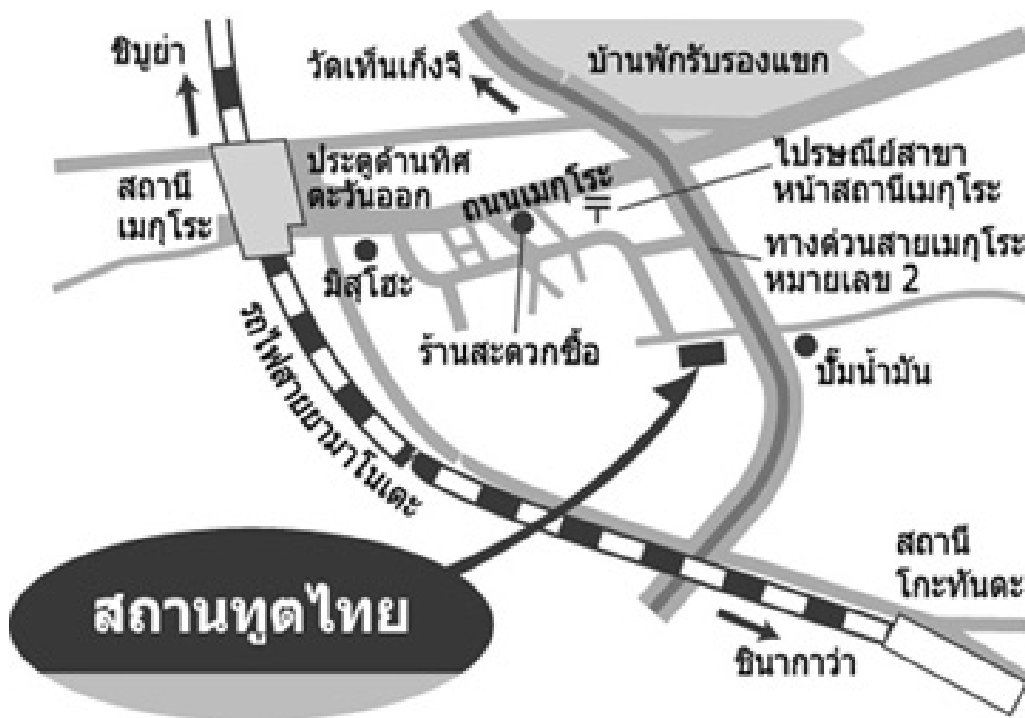 ชิบูย่า
วัดเท็นเก็งจิ
บ้านพักรับรองแขก
สถานี
เมกุโระ
ประตูด้านทิศ
ตะวันออก
ถนนเมกุโระ
ไปรษณีย์สาขา
หน้าสถานีเมกุโระ
มิสุโฮะ
ทางด่วนสายเมกุโระ
หมายเลข 2
ร้านสะดวกซื้อ
ปั๊มน้ำมัน
รถไฟสายยามาโนเตะ
สถานทูตไทย
สถานี
โกะทันดะ
ชินากาว่า